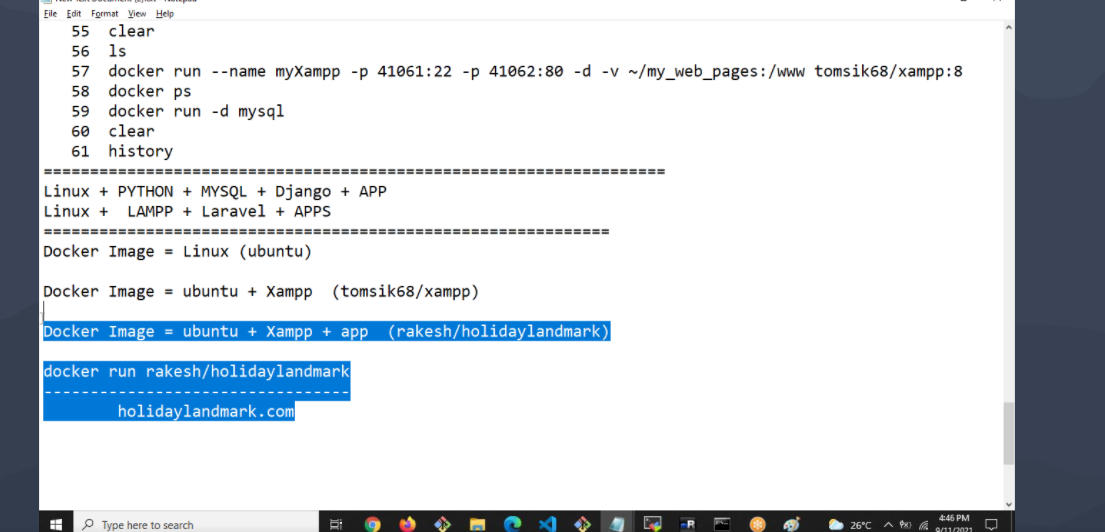 File Edit Format View Help
55 clear
56 ls
57 docker run --name myXampp -p 41061:22 -p 41062:80 -d -v ~/my_web_pages:/www tomsik68/xampp:8
58 docker ps
59 docker run -d mysql
60 clear
61 history
===================================================================
Linux + PYTHON + MYSQL + Django + APP
Linux +  LAMPP + Laravel + APPS
=============================================================
Docker Image = Linux (ubuntu)
Docker Image = ubuntu + Xampp  (tomsik68/xampp)
Docker Image = ubuntu + Xampp + app  (rakesh/holidaylandmark)
docker run rakesh/holidaylandmark
---------------------------------
holidaylandmark.com
Type here to search
26°C
4:46 PM
9/11/2021